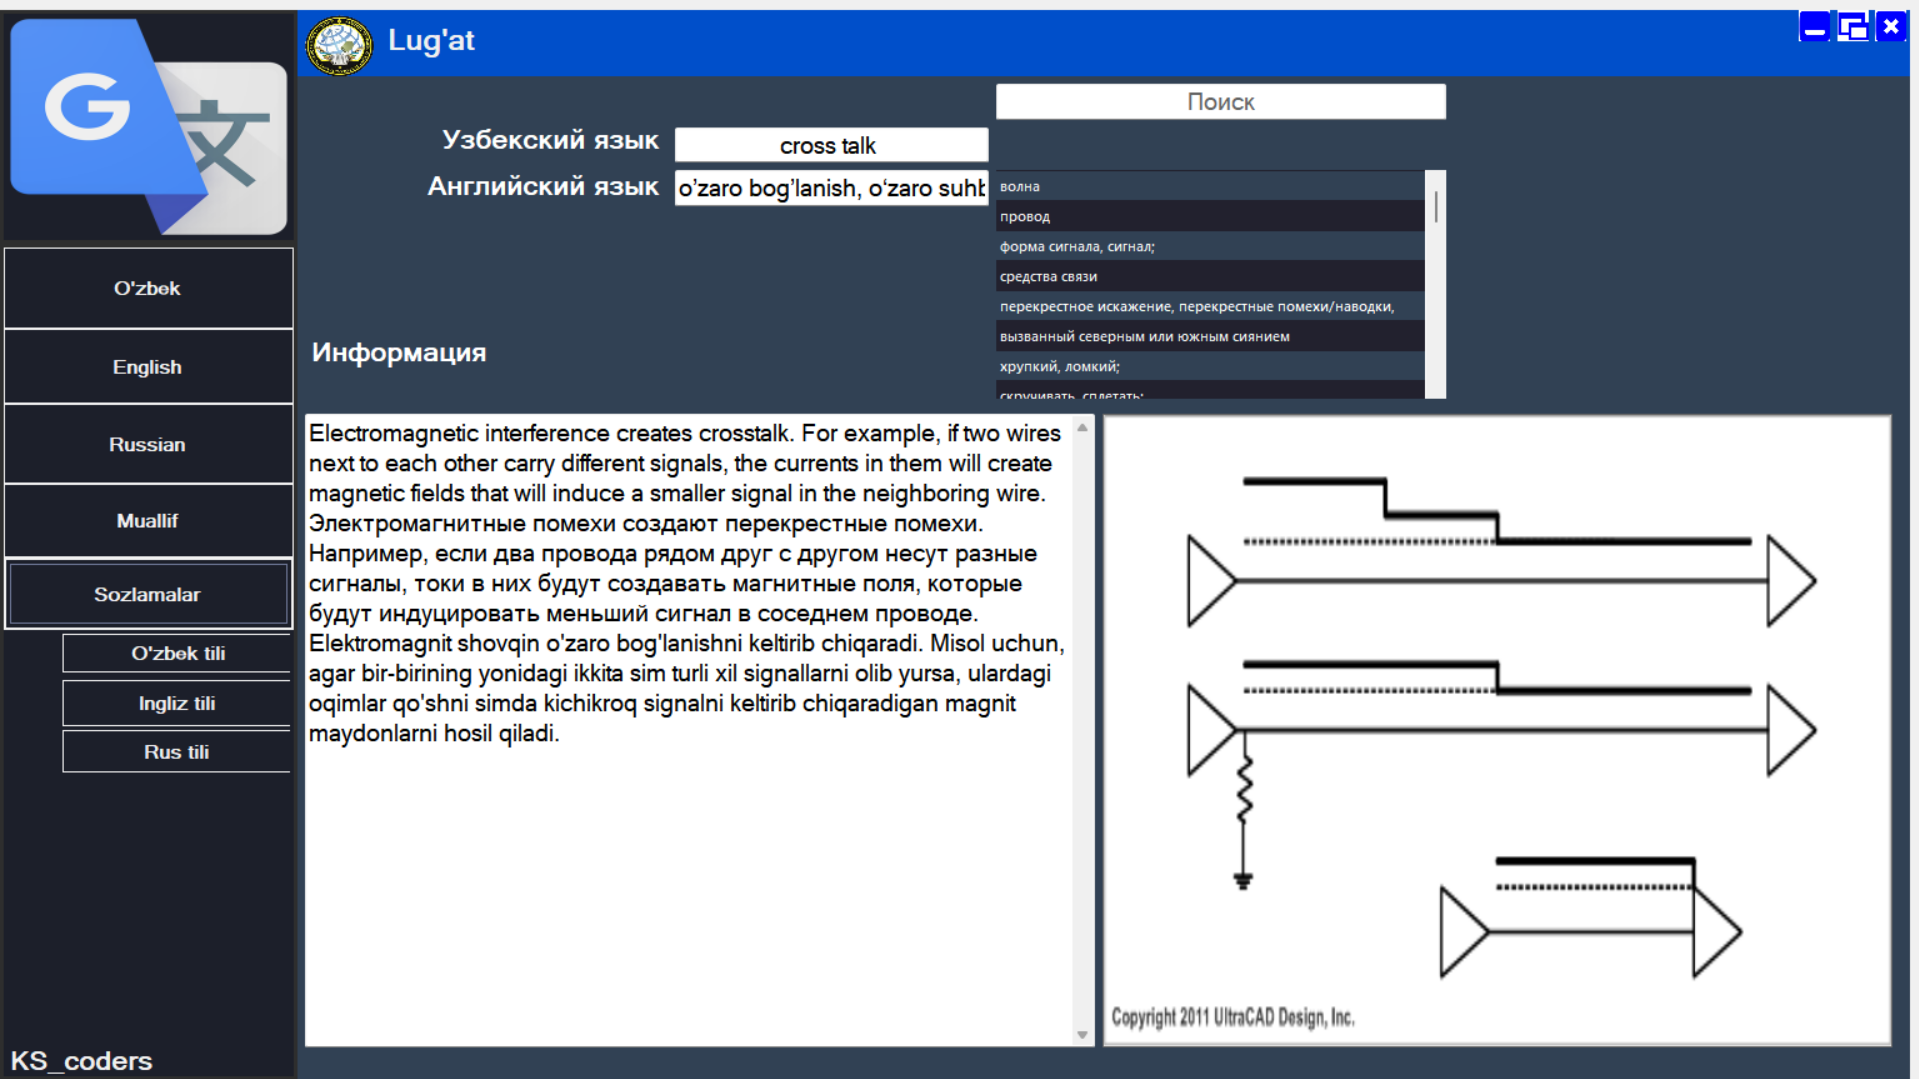 Lug'at
Поиск
Узбекский язык
cross talk
Английский язык
o’zaro bog’lanish, o‘zaro suhb
волна
провод
форма сигнала, сигнал;
средства связи
перекрестное искажение, перекрестные помехи/наводки,
вызванный северным или южным сиянием
хрупкий, ломкий;
скручивать, сплетать;
O'zbek
English
Russian
Muallif
Sozlamalar
O'zbek tili
Ingliz tili
Rus tili
KS_coders
Информация
Electromagnetic interference creates crosstalk. For example, if two wires
next to each other carry different signals, the currents in them will create
magnetic fields that will induce a smaller signal in the neighboring wire.
Электромагнитные помехи создают перекрестные помехи.
Например, если два провода рядом друг с другом несут разные
сигналы, токи в них будут создавать магнитные поля, которые
будут индуцировать меньший сигнал в соседнем проводе.
Elektromagnit shovqin o'zaro bog'lanishni keltirib chiqaradi. Misol uchun,
agar bir-birining yonidagi ikkita sim turli xil signallarni olib yursa, ulardagi
oqimlar qo'shni simda kichikroq signalni keltirib chiqaradigan magnit
maydonlarni hosil qiladi.
Copyright 2011 UltraCAD Design, Inc.
G
文